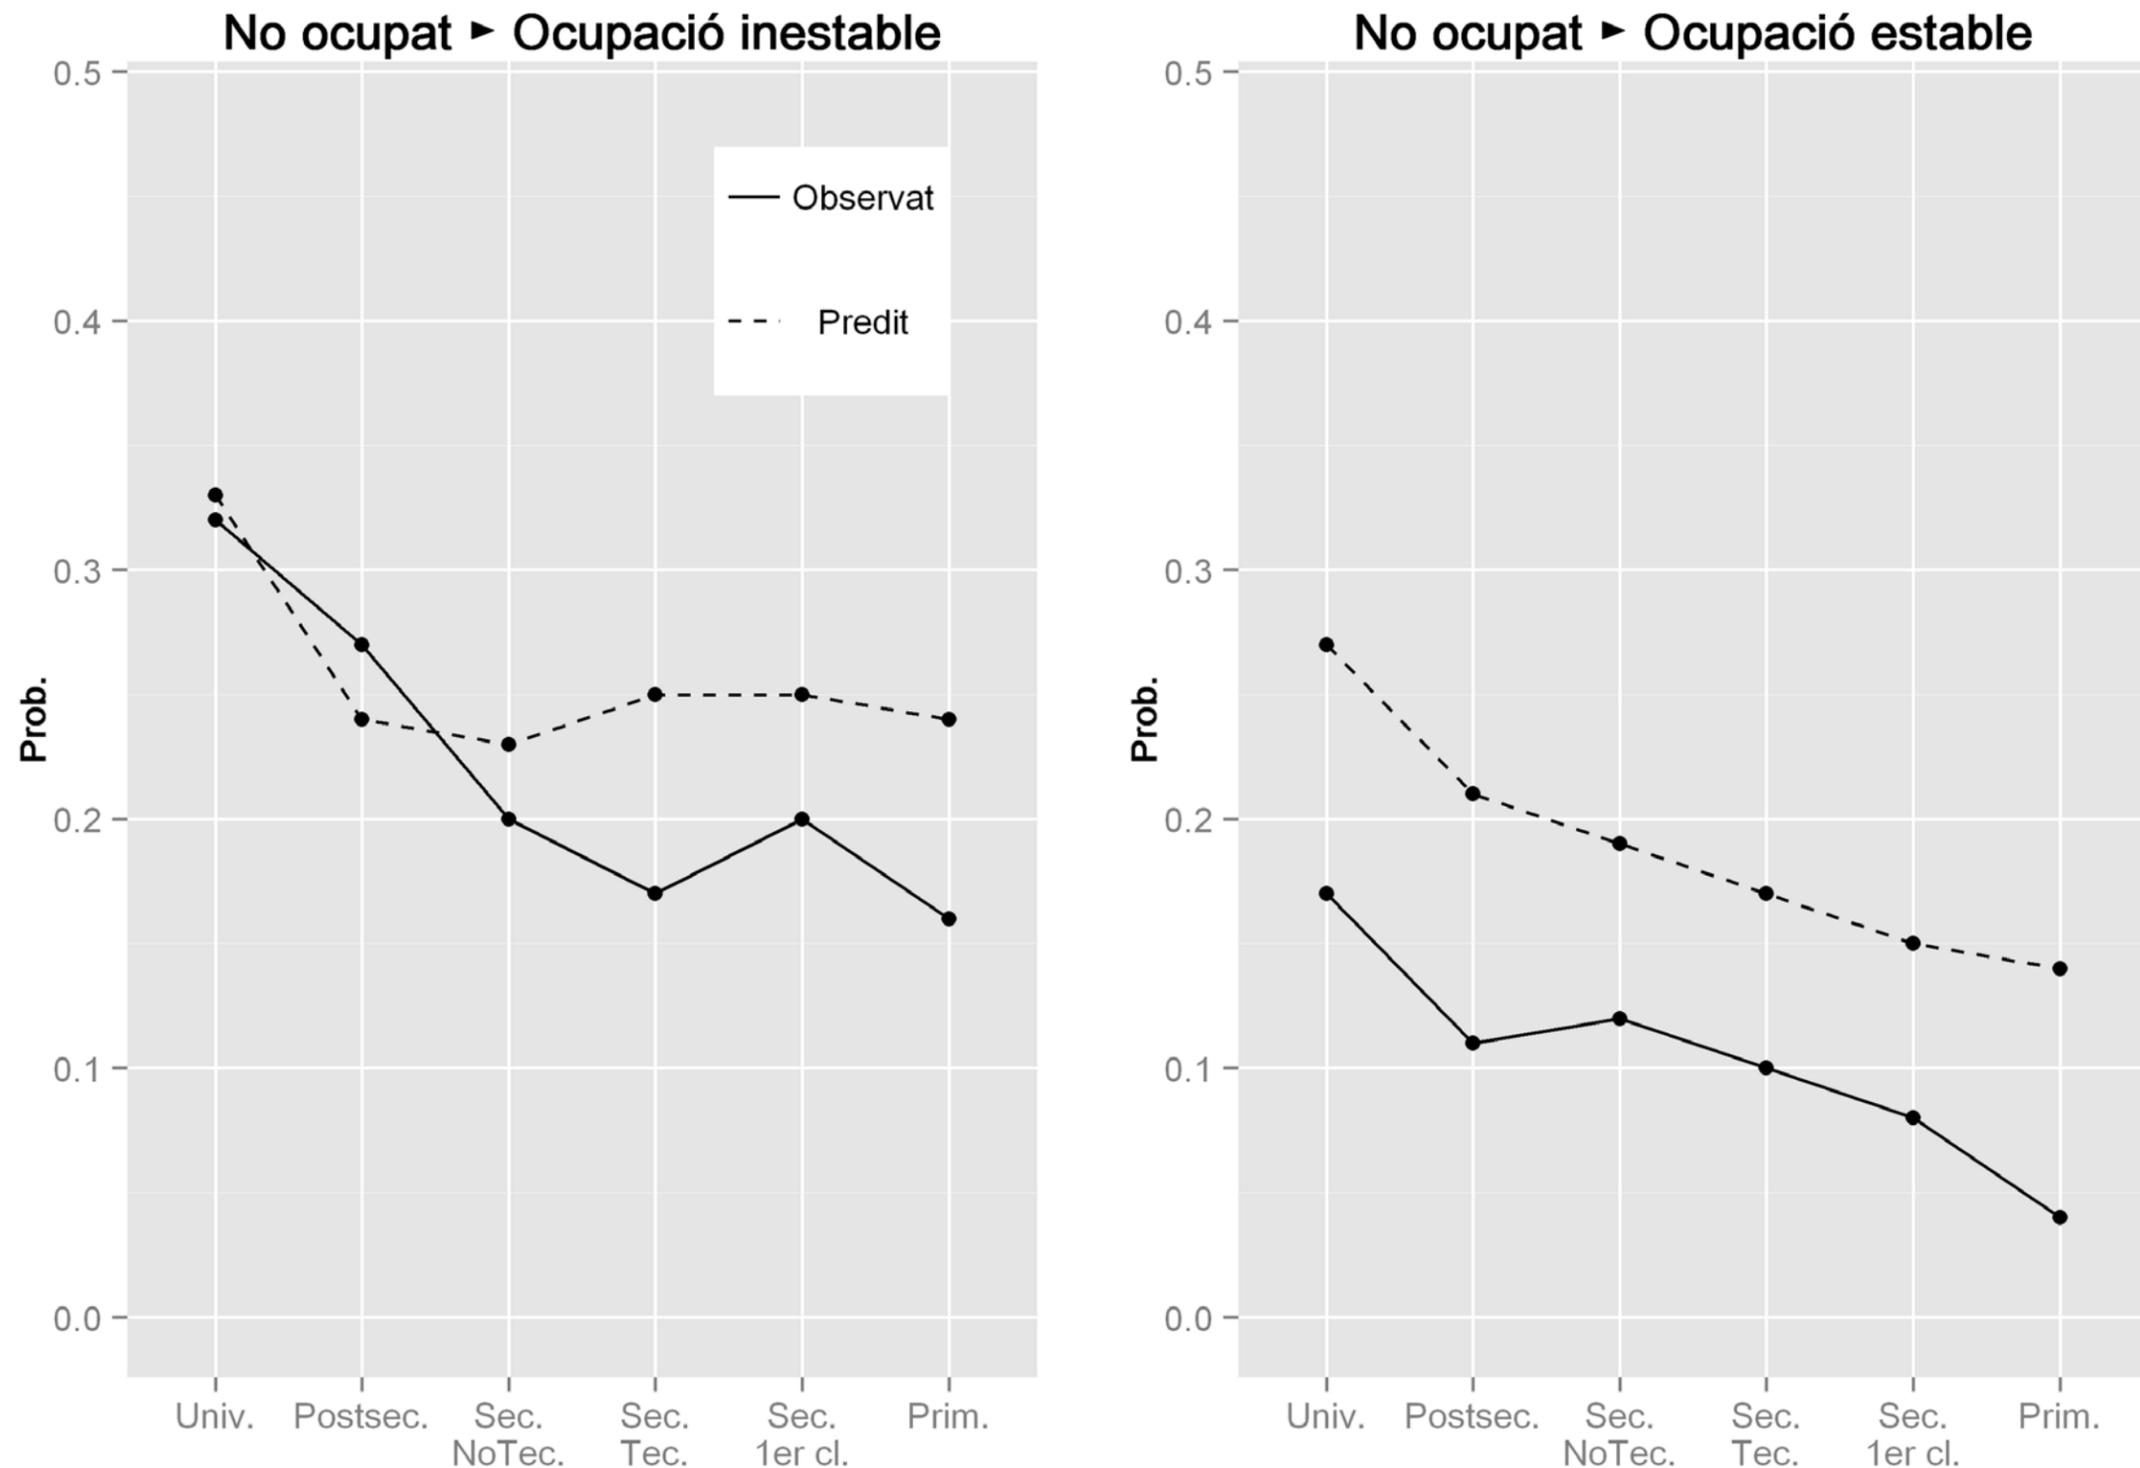 No ocupat ► Ocupació inestable
0.5
0.4
0.3
0.2
0.1
0.0
Prob.
Observat
Predit
Univ. Postsec. Sec. Sec. Sec. Prim.
NoTec. Tec. 1er cl.
No ocupat ► Ocupació estable
0.5
0.4
0.3
0.2
0.1
0.0
Prob.
Univ. Postsec. Sec. Sec. Sec. Prim.
NoTec. Tec. 1er cl.